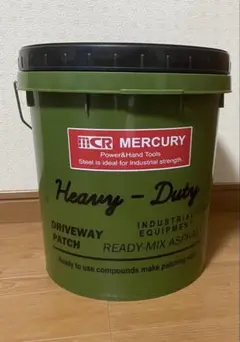 MCR MERCURY
Power&Hand Tools
Steel is ideal for Industrial strength.
Heavy-Duty
DRIVEWAY
PATCH
INDUSTRIAL
EQUIPMENT
READY-MIX ASPHALT
Ready to use compounds make patching